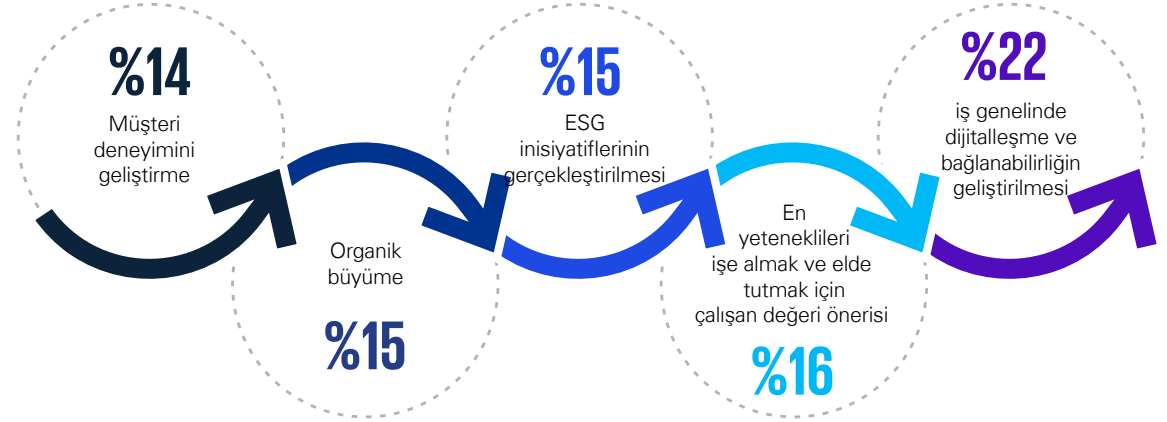 %14
Müşteri
deneyimini
geliştirme
Organik
büyüme
%15
%15
ESG
inisiyatiflerinin
gerçekleştirilmesi
En
yeteneklileri
işe almak ve elde
tutmak için
çalışan değeri önerisi
%16
%22
iş genelinde
dijitalleşme ve
bağlanabilirliğin
geliştirilmesi